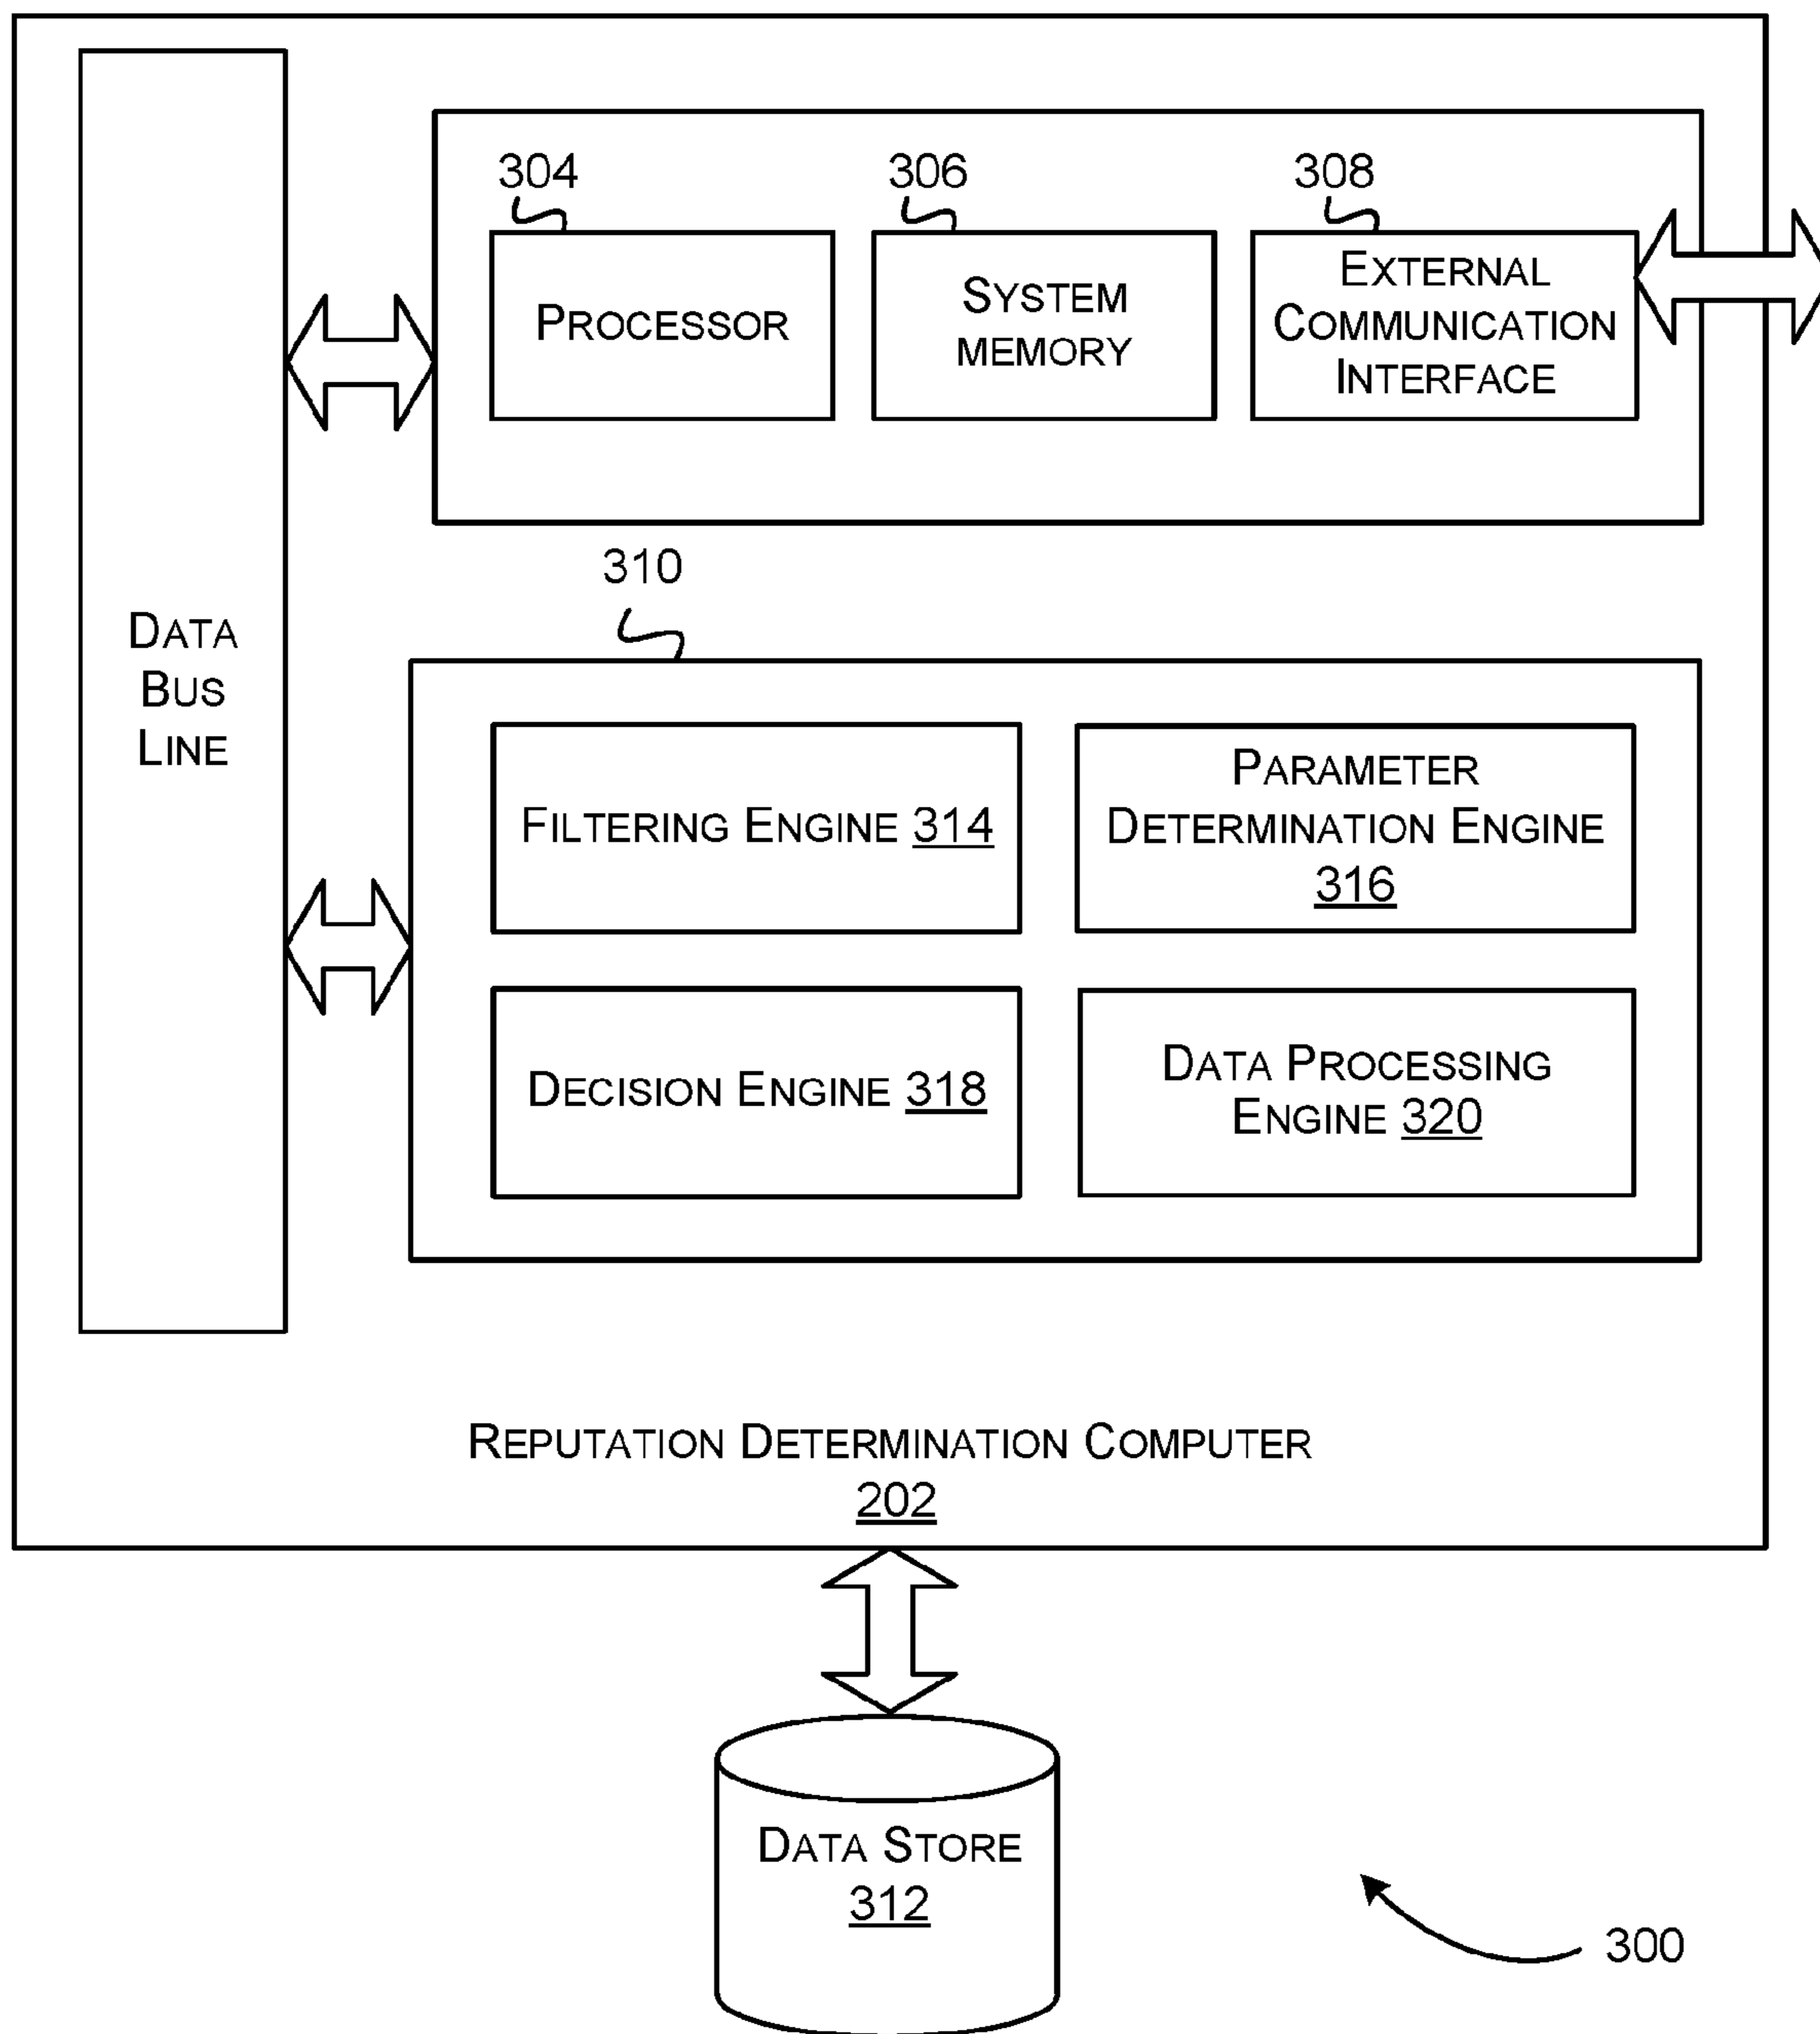 304
306
308
PROCESSOR
SYSTEM
MEMORY
EXTERNAL
COMMUNICATION
INTERFACE
DATA
BUS
LINE
310
FILTERING ENGINE 314
PARAMETER
DETERMINATION ENGINE
316
DECISION ENGINE 318
DATA PROCESSING
ENGINE 320
REPUTATION DETERMINATION COMPUTER
202
DATA STORE
312
300